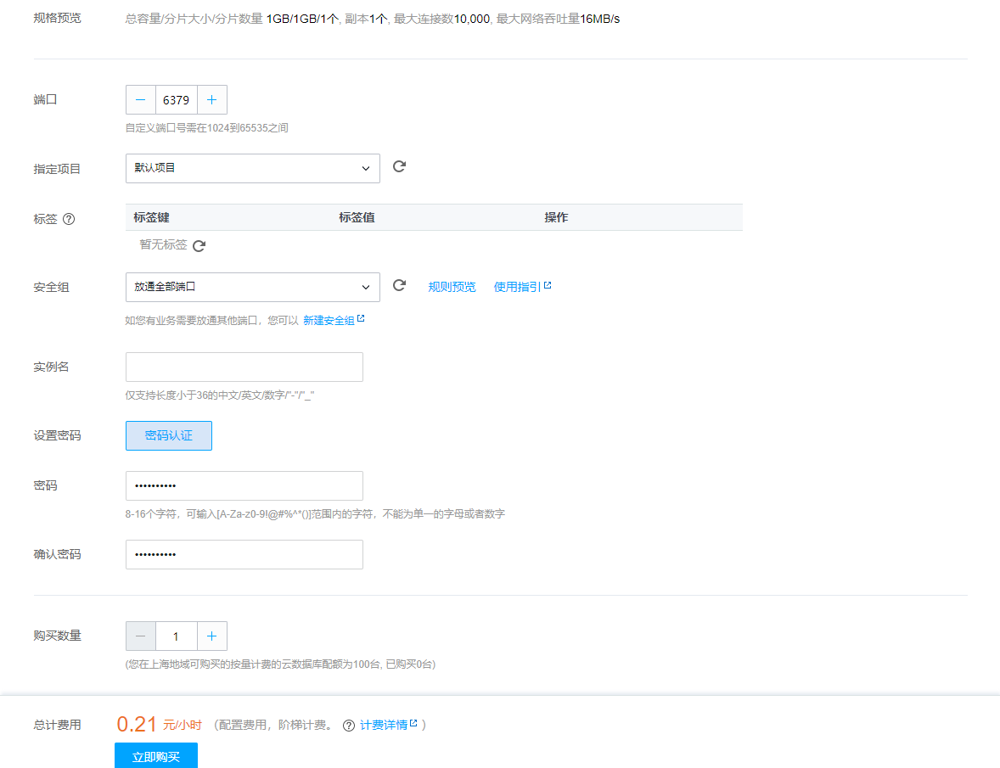 规格预览 总容量/分片大小/分片数量 1GB/1GB/1个, 副本1个, 最大连接数10,000, 最大网络吞吐量16MB/s
端口 6379
自定义端口号需在1024到65535之间
指定项目 默认项目
标签 标签键 标签值 操作
暂无标签
安全组 放通全部端口 规则预览 使用指引
如您有业务需要放通其他端口，您可以 新建安全组
实例名
仅支持长度小于36的中文/英文/数字/"-"/"_"
设置密码 密码认证
密码 ••••••••••
8-16个字符，可输入[A-Za-z0-9!@#%^*()]范围内的字符，不能为单一的字母或者数字
确认密码 ••••••••••
购买数量 1
(您在上海地域可购买的按量计费的云数据库配额为100台, 已购买0台)
总计费用 0.21 元/小时 （配置费用，阶梯计费。 计费详情 ）
立即购买